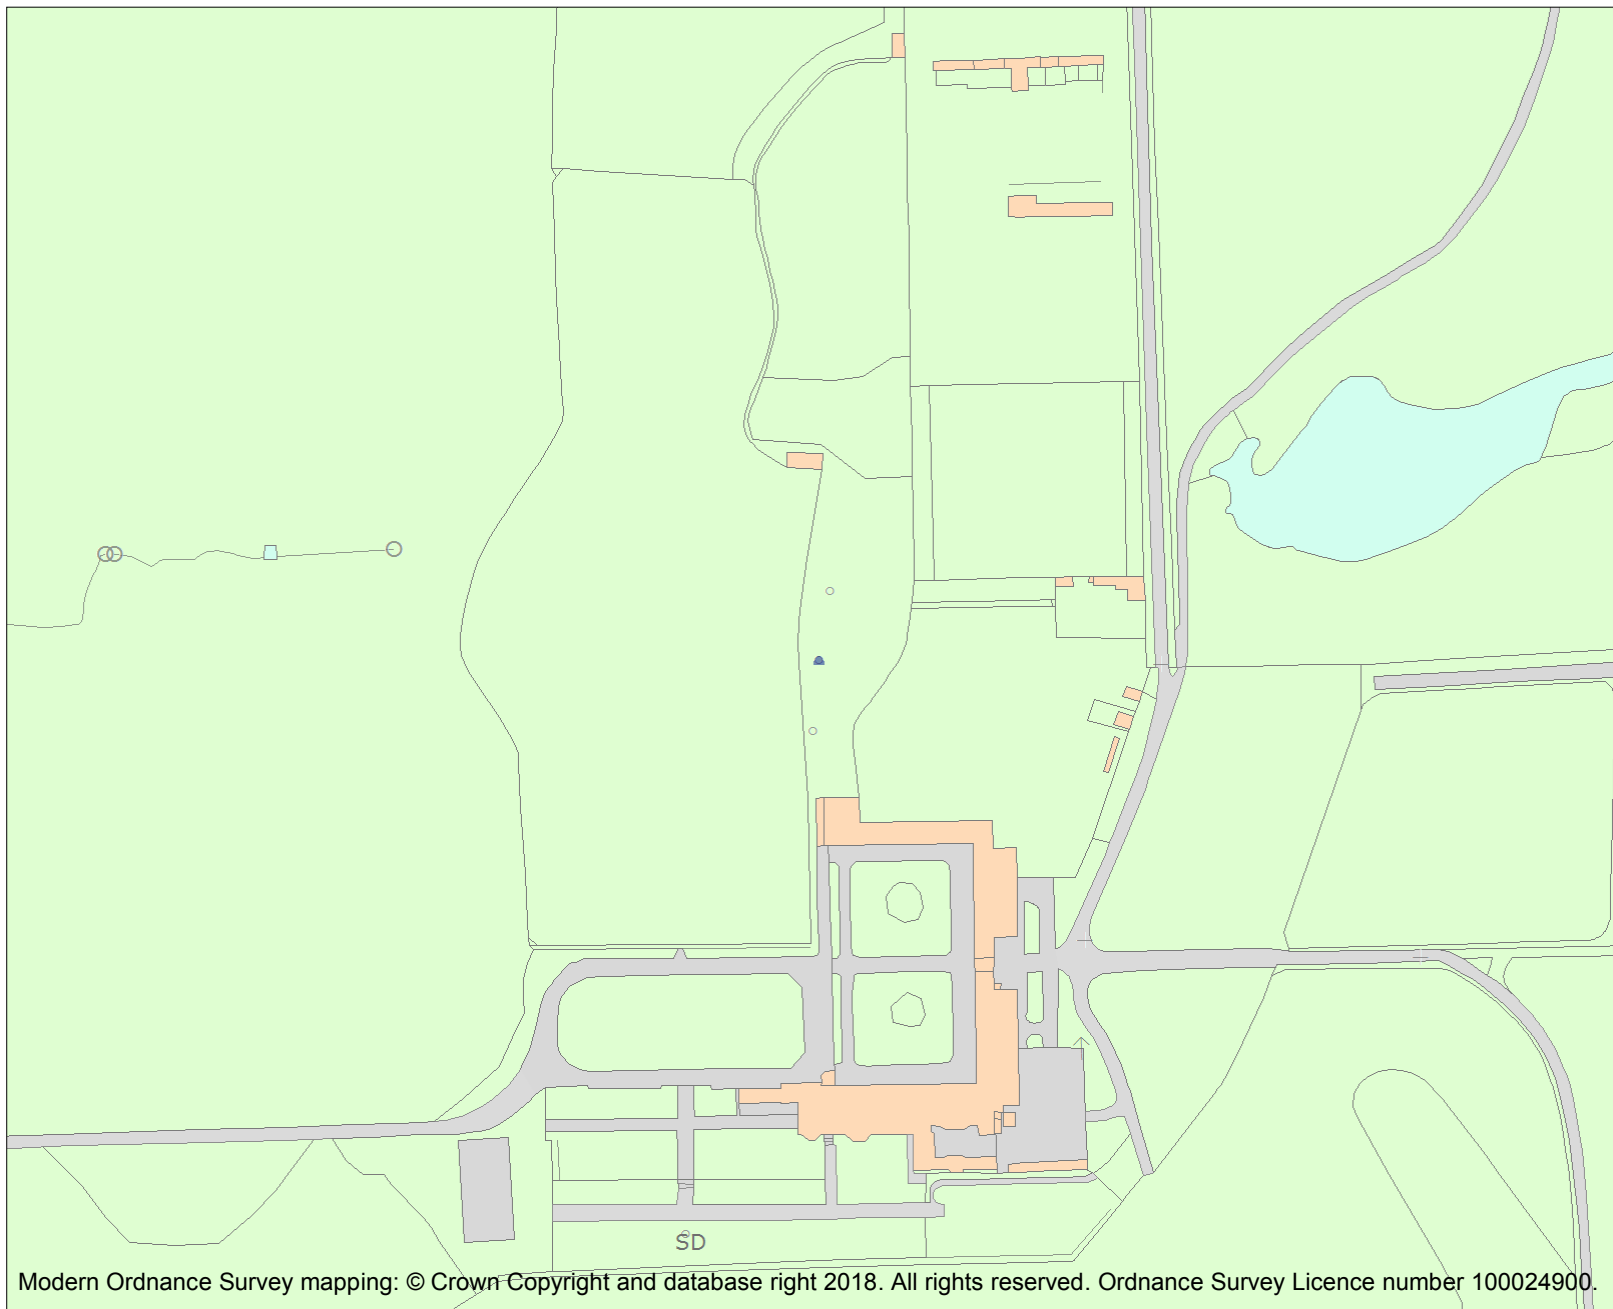 SD
Modern Ordnance Survey mapping: © Crown Copyright and database right 2018. All rights reserved. Ordnance Survey Licence number 100024900.